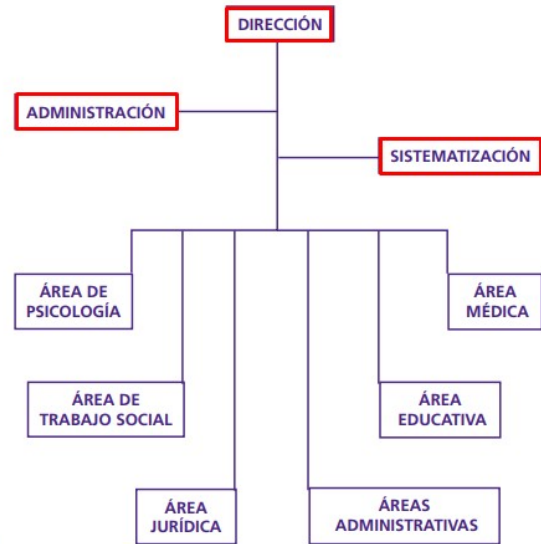 DIRECCIÓN
ADMINISTRACIÓN
SISTEMATIZACIÓN
ÁREA DE
PSICOLOGÍA
ÁREA
MÉDICA
ÁREA DE
TRABAJO SOCIAL
ÁREA
EDUCATIVA
ÁREA
JURÍDICA
ÁREAS
ADMINISTRATIVAS